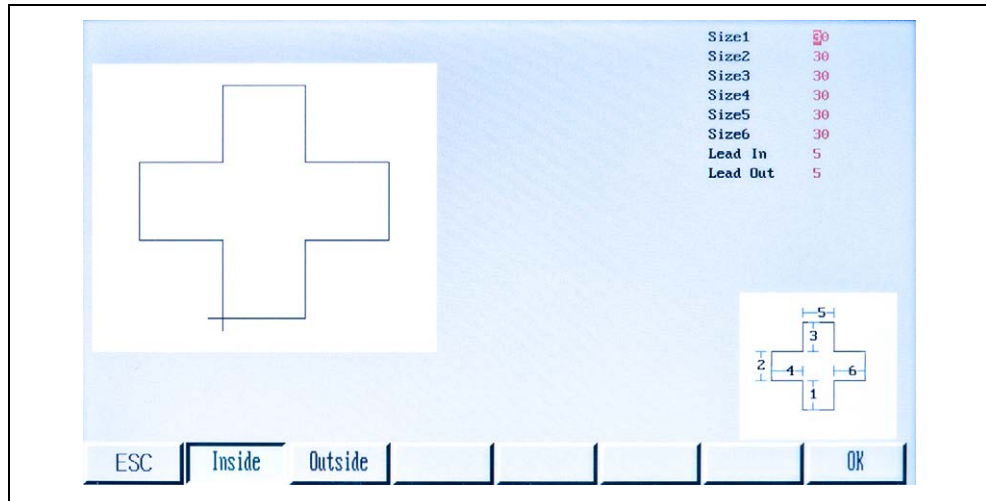 Size1 30
Size2 30
Size3 30
Size4 30
Size5 30
Size6 30
Lead In 5
Lead Out 5
5
3
2
4
6
1
ESC Inside Outside OK